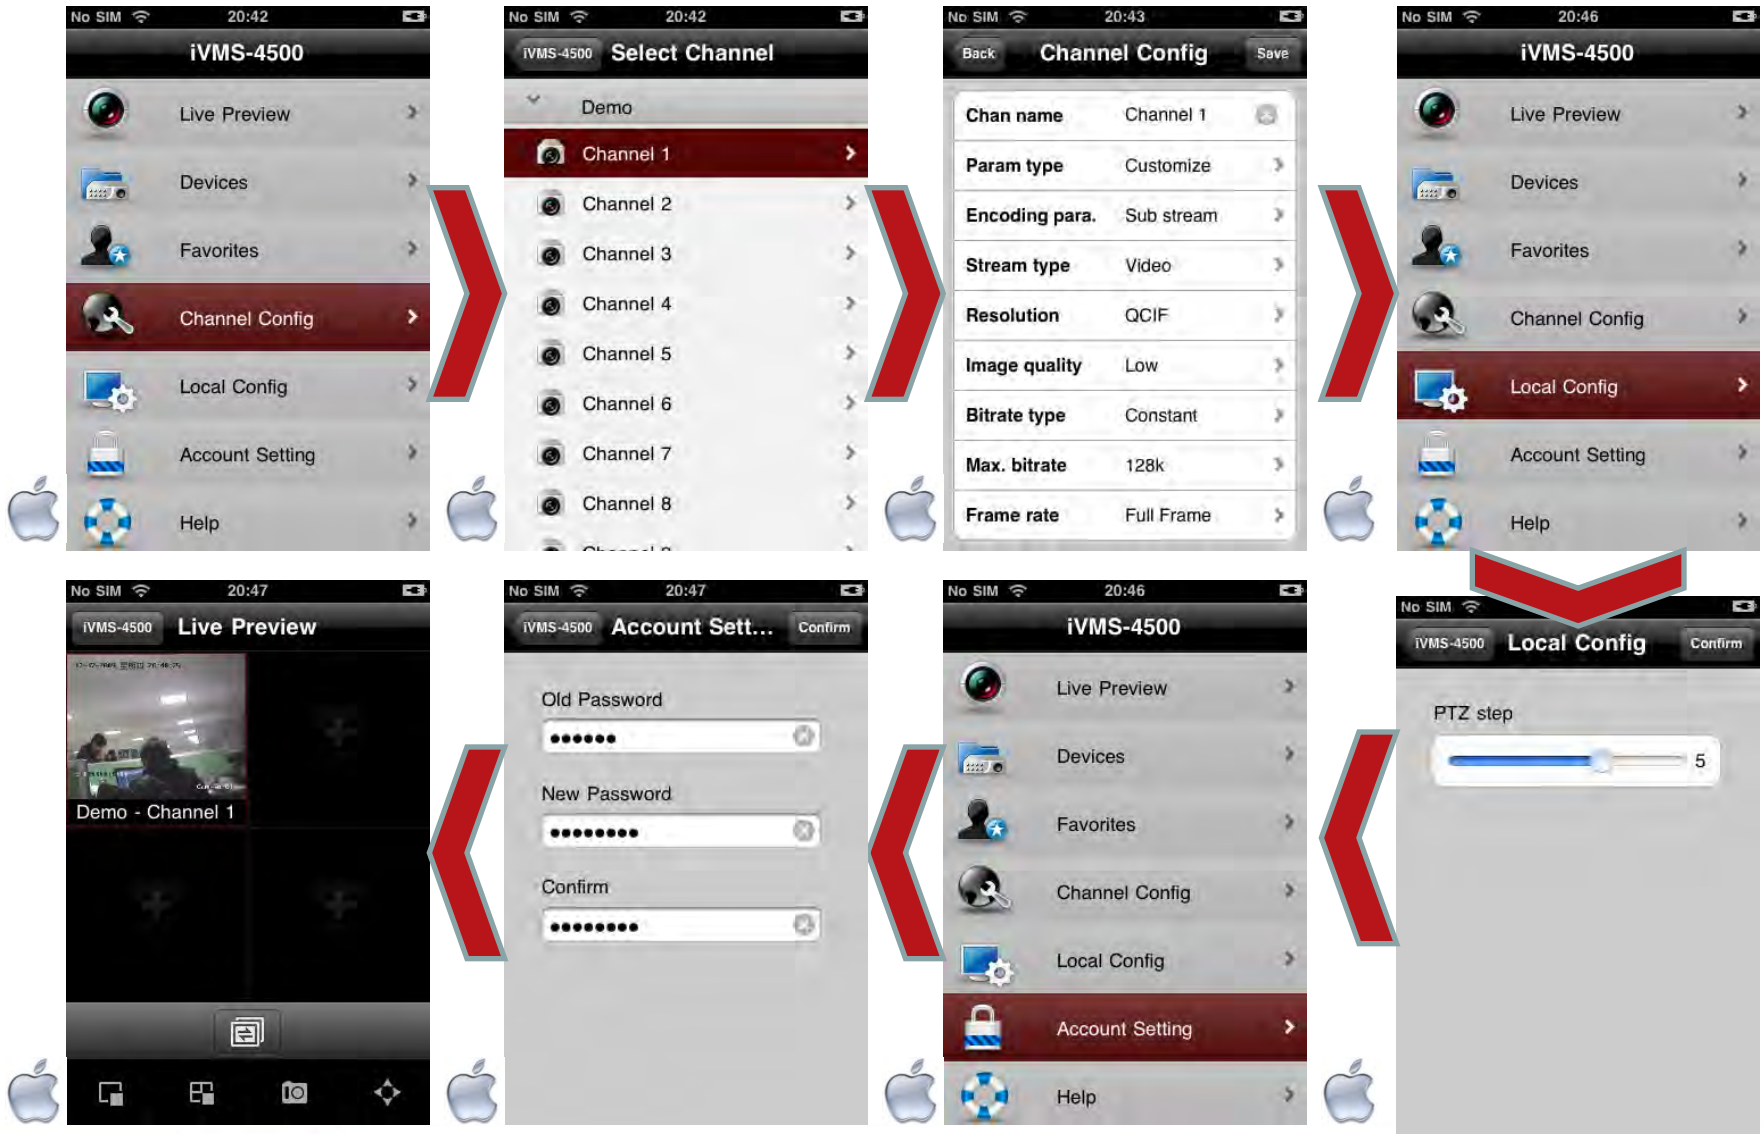 No SIM 20:42
iVMS-4500
Live Preview
Devices
Favorites
Channel Config
Local Config
Account Setting
Help
No SIM 20:42
iVMS-4500 Select Channel
Demo
Channel 1
Channel 2
Channel 3
Channel 4
Channel 5
Channel 6
Channel 7
Channel 8
No SIM 20:43
Back Channel Config Save
Chan name Channel 1
Param type Customize
Encoding para. Sub stream
Stream type Video
Resolution QCIF
Image quality Low
Bitrate type Constant
Max. bitrate 128k
Frame rate Full Frame
No SIM 20:46
iVMS-4500
Live Preview
Devices
Favorites
Channel Config
Local Config
Account Setting
Help
No SIM
iVMS-4500 Local Config Confirm
PTZ step
5
No SIM 20:46
iVMS-4500
Live Preview
Devices
Favorites
Channel Config
Local Config
Account Setting
Help
No SIM 20:47
iVMS-4500 Account Sett... Confirm
Old Password
New Password
Confirm
No SIM 20:47
iVMS-4500 Live Preview
Demo - Channel 1